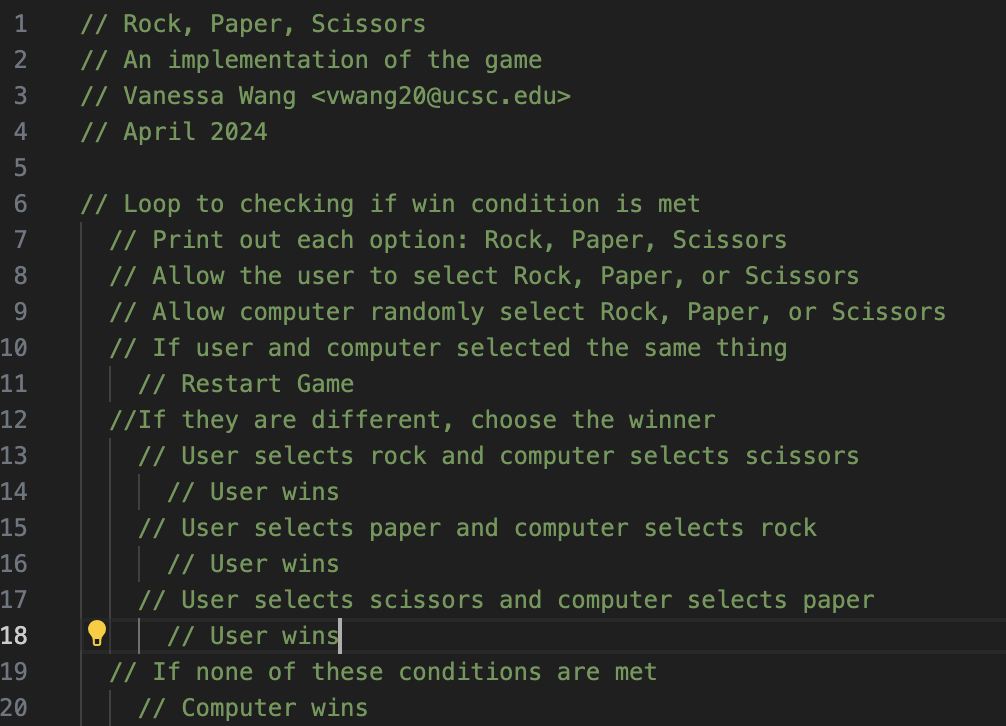 1 // Rock, Paper, Scissors
2 // An implementation of the game
3 // Vanessa Wang <vwang20@ucsc.edu>
4 // April 2024
5
6 // Loop to checking if win condition is met
7 // Print out each option: Rock, Paper, Scissors
8 // Allow the user to select Rock, Paper, or Scissors
9 // Allow computer randomly select Rock, Paper, or Scissors
10 // If user and computer selected the same thing
11 // Restart Game
12 //If they are different, choose the winner
13 // User selects rock and computer selects scissors
14 // User wins
15 // User selects paper and computer selects rock
16 // User wins
17 // User selects scissors and computer selects paper
18 // User wins
19 // If none of these conditions are met
20 // Computer wins